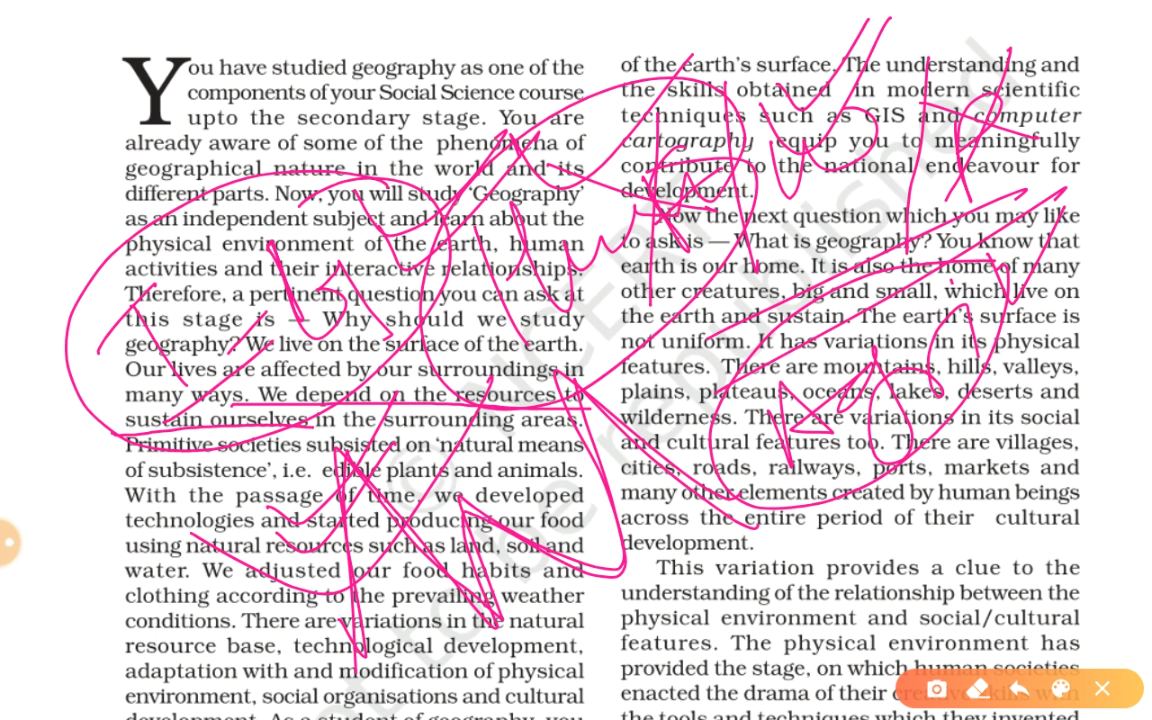 You have studied geography as one of the
components of your Social Science course
upto the secondary stage. You are
already aware of some of the phenomena of
geographical nature in the world and its
different parts. Now, you will study 'Geography'
as an independent subject and learn about the
physical environment of the earth, human
activities and their interactive relationships.
Therefore, a pertinent question you can ask at
this stage is — Why should we study
geography? We live on the surface of the earth.
Our lives are affected by our surroundings in
many ways. We depend on the resources to
sustain ourselves in the surrounding areas.
Primitive societies subsisted on 'natural means
of subsistence', i.e. edible plants and animals.
With the passage of time, we developed
technologies and started producing our food
using natural resources such as land, soil and
water. We adjusted our food habits and
clothing according to the prevailing weather
conditions. There are variations in the natural
resource base, technological development,
adaptation with and modification of physical
environment, social organisations and cultural
development. As a student of geography, you
of the earth's surface. The understanding and
the skills obtained in modern scientific
techniques such as GIS and computer
cartography equip you to meaningfully
contribute to the national endeavour for
development.
Now the next question which you may like
to ask is — What is geography? You know that
earth is our home. It is also the home of many
other creatures, big and small, which live on
the earth and sustain. The earth's surface is
not uniform. It has variations in its physical
features. There are mountains, hills, valleys,
plains, plateaus, oceans, lakes, deserts and
wilderness. There are variations in its social
and cultural features too. There are villages,
cities, roads, railways, ports, markets and
many other elements created by human beings
across the entire period of their cultural
development.
This variation provides a clue to the
understanding of the relationship between the
physical environment and social/cultural
features. The physical environment has
provided the stage, on which human societies
enacted the drama of their
the tools and techniques which they invented
© NCERT
not to be republished